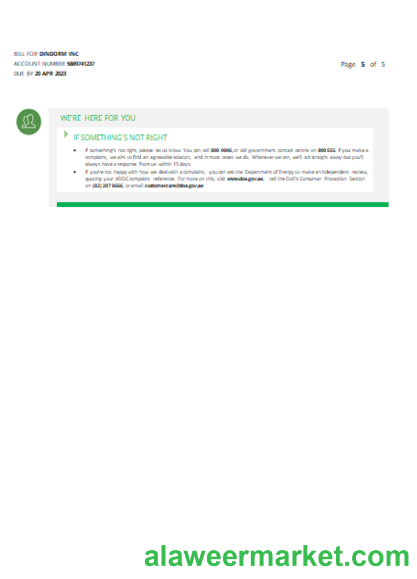 BILL FOR DINDORM INC
ACCOUNT NUMBER 5889741237
DUE BY 20 APR 2023
Page 5 of 5
WE'RE HERE FOR YOU
IF SOMETHING'S NOT RIGHT
• If something's not right, please let us know. You can call 800 9096, or call government contact centre on 800 555. If you make a
complaint, we aim to find an agreeable solution, and in most cases we do. Whenever we can, we'll act straight away - but you'll
always have a response from us within 15 days.
• If you're not happy with how we deal with a complaint, you can ask the Department of Energy to make an independent review,
quoting your ADDC complaint reference. For more on this, visit www.doe.gov.ae, call the DoE's Consumer Protection Section
on (02) 207 0666, or email customercare@doe.gov.ae
alaweermarket.com